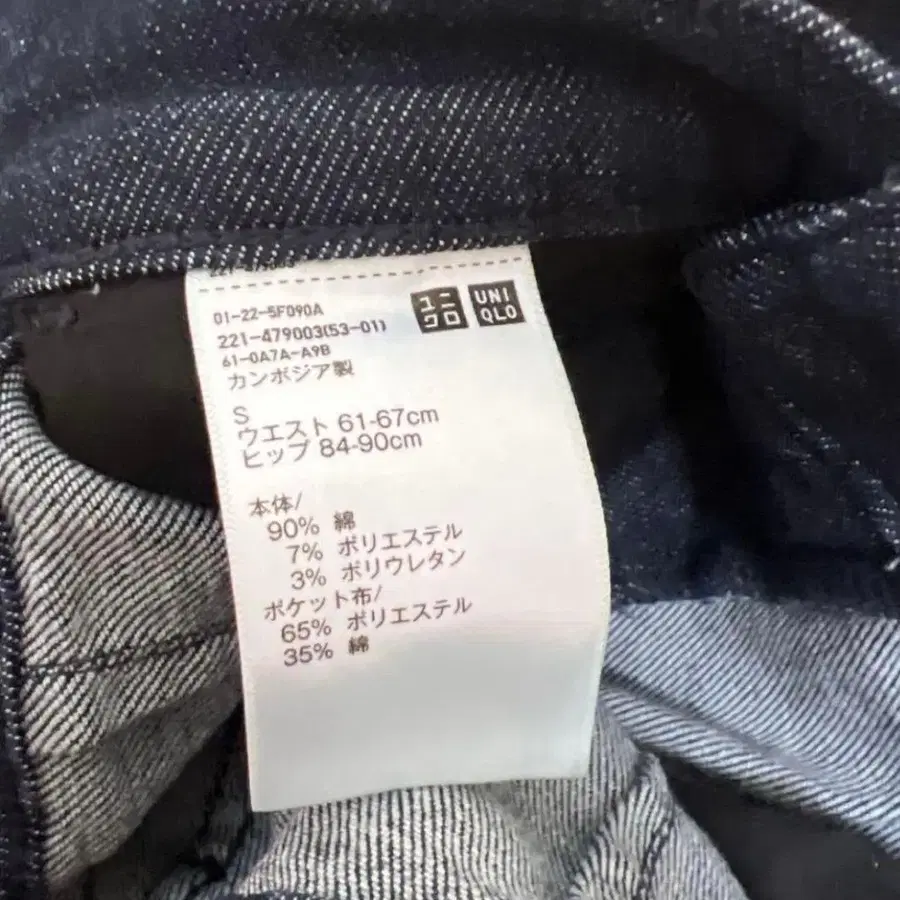 01-22-5F090A
ユニクロ
UNIQLO
221-479003(53-01)
61-0A7A-A9B
カンボジア製
S
ウエスト 61-67cm
ヒップ 84-90cm
本体/
90% 綿
7% ポリエステル
3% ポリウレタン
ポケット布/
65% ポリエステル
35% 綿